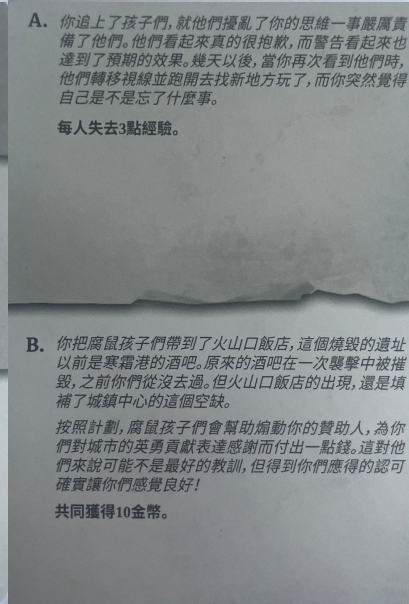 A. 你追上了孩子們，就他們擾亂了你的思維一事嚴厲責
備了他們。他們看起來真的很抱歉，而警告看起來也
達到了預期的效果。幾天以後，當你再次看到他們時，
他們轉移視線並跑開去找新地方玩了，而你突然覺得
自己是不是忘了什麼事。
每人失去3點經驗。
B. 你把腐鼠孩子們帶到了火山口飯店，這個燒毀的遺址
以前是寒霜港的酒吧。原來的酒吧在一次襲擊中被摧
毀，之前你們從沒去過。但火山口飯店的出現，還是填
補了城鎮中心的這個空缺。
按照計劃，腐鼠孩子們會幫助煽動你的贊助人，為你
們對城市的英勇貢獻表達感謝而付出一點錢。這對他
們來說可能不是最好的教訓，但得到你們應得的認可
確實讓你們感覺良好！
共同獲得10金幣。